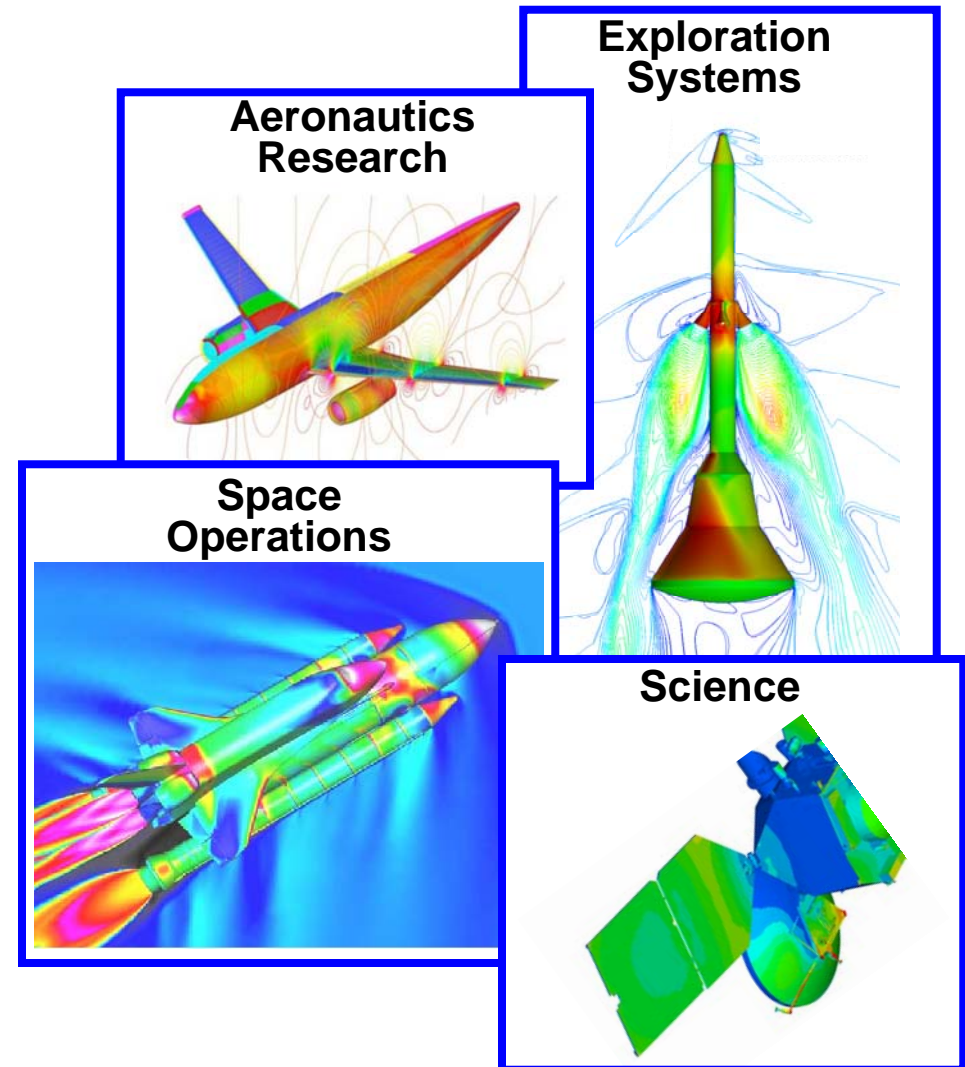 Exploration
Systems
Aeronautics
Research
Space
Operations
Science